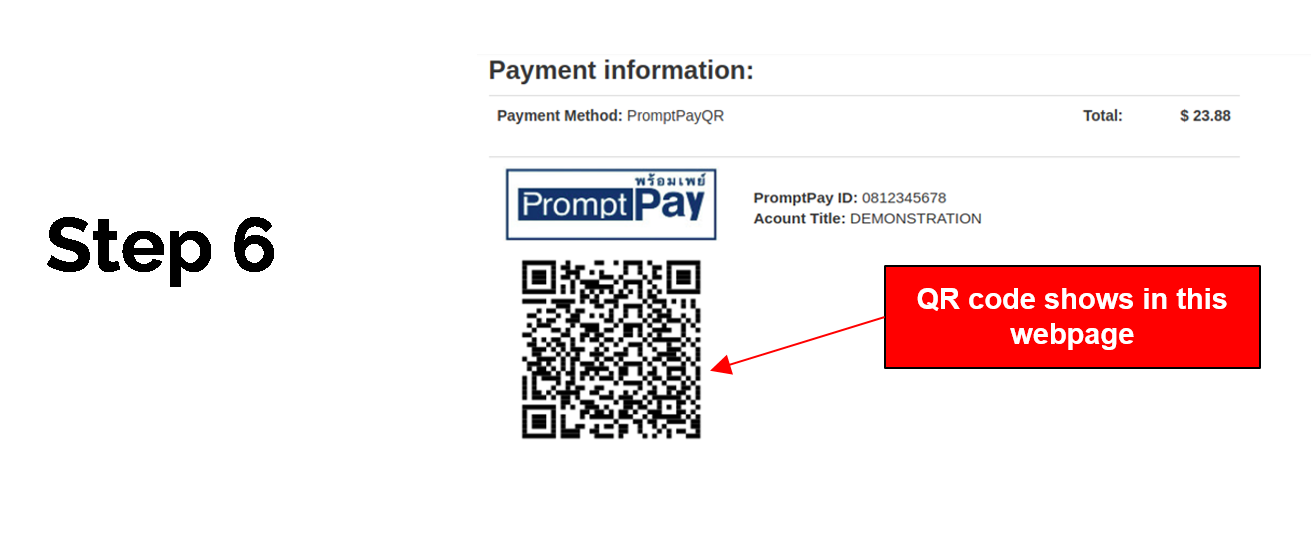 Step 6
Payment information:
Payment Method: PromptPayQR Total: $ 23.88
พร้อมเพย์
PromptPay
PromptPay ID: 0812345678
Acount Title: DEMONSTRATION
QR code shows in this
webpage